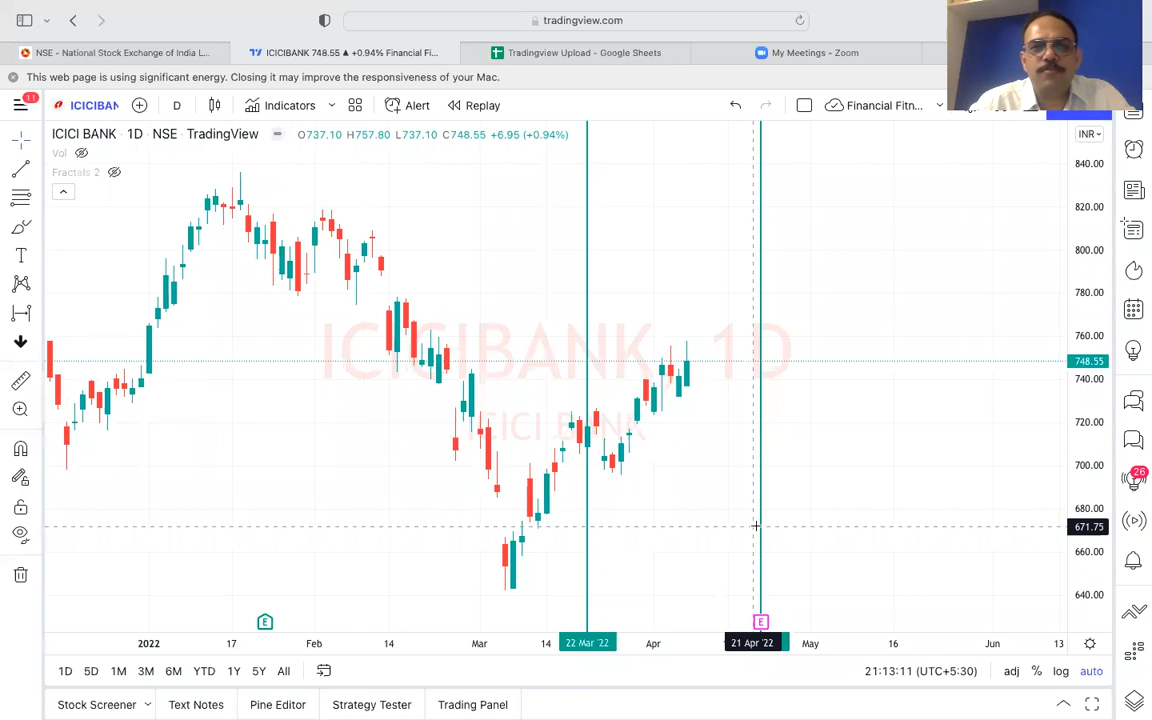 tradingview.com
NSE - National Stock Exchange of India L...
ICICIBANK 748.55 ▲ +0.94% Financial Fi...
Tradingview Upload - Google Sheets
My Meetings - Zoom
This web page is using significant energy. Closing it may improve the responsiveness of your Mac.
11
ICICIBAN
D
Indicators
Alert
Replay
Financial Fitn...
ICICI BANK · 1D · NSE · TradingView
O737.10 H757.80 L737.10 C748.55 +6.95 (+0.94%)
INR
Vol
Fractals 2
840.00
820.00
800.00
780.00
760.00
748.55
740.00
720.00
700.00
680.00
671.75
660.00
640.00
ICICIBANK, 1D
ICICI BANK
26
E
E
2022
17
Feb
14
Mar
14
22 Mar '22
Apr
21 Apr '22
May
16
Jun
13
1D
5D
1M
3M
6M
YTD
1Y
5Y
All
21:13:11 (UTC+5:30)
adj
%
log
auto
Stock Screener
Text Notes
Pine Editor
Strategy Tester
Trading Panel